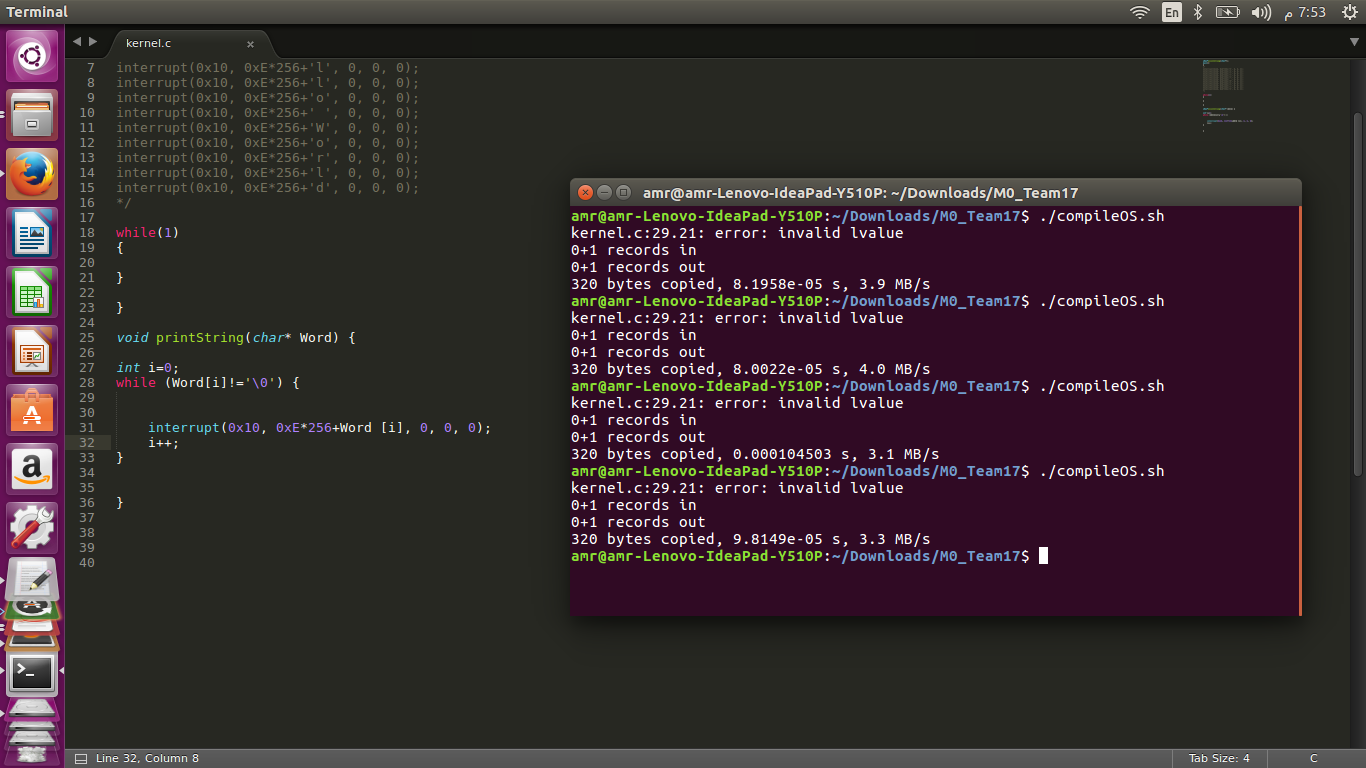 Terminal
En
م 7:53
kernel.c
7 interrupt(0x10, 0xE*256+'l', 0, 0, 0);
8 interrupt(0x10, 0xE*256+'l', 0, 0, 0);
9 interrupt(0x10, 0xE*256+'o', 0, 0, 0);
10 interrupt(0x10, 0xE*256+' ', 0, 0, 0);
11 interrupt(0x10, 0xE*256+'W', 0, 0, 0);
12 interrupt(0x10, 0xE*256+'o', 0, 0, 0);
13 interrupt(0x10, 0xE*256+'r', 0, 0, 0);
14 interrupt(0x10, 0xE*256+'l', 0, 0, 0);
15 interrupt(0x10, 0xE*256+'d', 0, 0, 0);
16 */
17
18 while(1)
19 {
20
21 }
22
23 }
24
25 void printString(char* Word) {
26
27 int i=0;
28 while (Word[i]!='\0') {
29
30
31 interrupt(0x10, 0xE*256+Word [i], 0, 0, 0);
32 i++;
33 }
34
35
36 }
37
38
39
40
amr@amr-Lenovo-IdeaPad-Y510P: ~/Downloads/M0_Team17
amr@amr-Lenovo-IdeaPad-Y510P:~/Downloads/M0_Team17$ ./compileOS.sh
kernel.c:29.21: error: invalid lvalue
0+1 records in
0+1 records out
320 bytes copied, 8.1958e-05 s, 3.9 MB/s
amr@amr-Lenovo-IdeaPad-Y510P:~/Downloads/M0_Team17$ ./compileOS.sh
kernel.c:29.21: error: invalid lvalue
0+1 records in
0+1 records out
320 bytes copied, 8.0022e-05 s, 4.0 MB/s
amr@amr-Lenovo-IdeaPad-Y510P:~/Downloads/M0_Team17$ ./compileOS.sh
kernel.c:29.21: error: invalid lvalue
0+1 records in
0+1 records out
320 bytes copied, 0.000104503 s, 3.1 MB/s
amr@amr-Lenovo-IdeaPad-Y510P:~/Downloads/M0_Team17$ ./compileOS.sh
kernel.c:29.21: error: invalid lvalue
0+1 records in
0+1 records out
320 bytes copied, 9.8149e-05 s, 3.3 MB/s
amr@amr-Lenovo-IdeaPad-Y510P:~/Downloads/M0_Team17$
Line 32, Column 8
Tab Size: 4
C